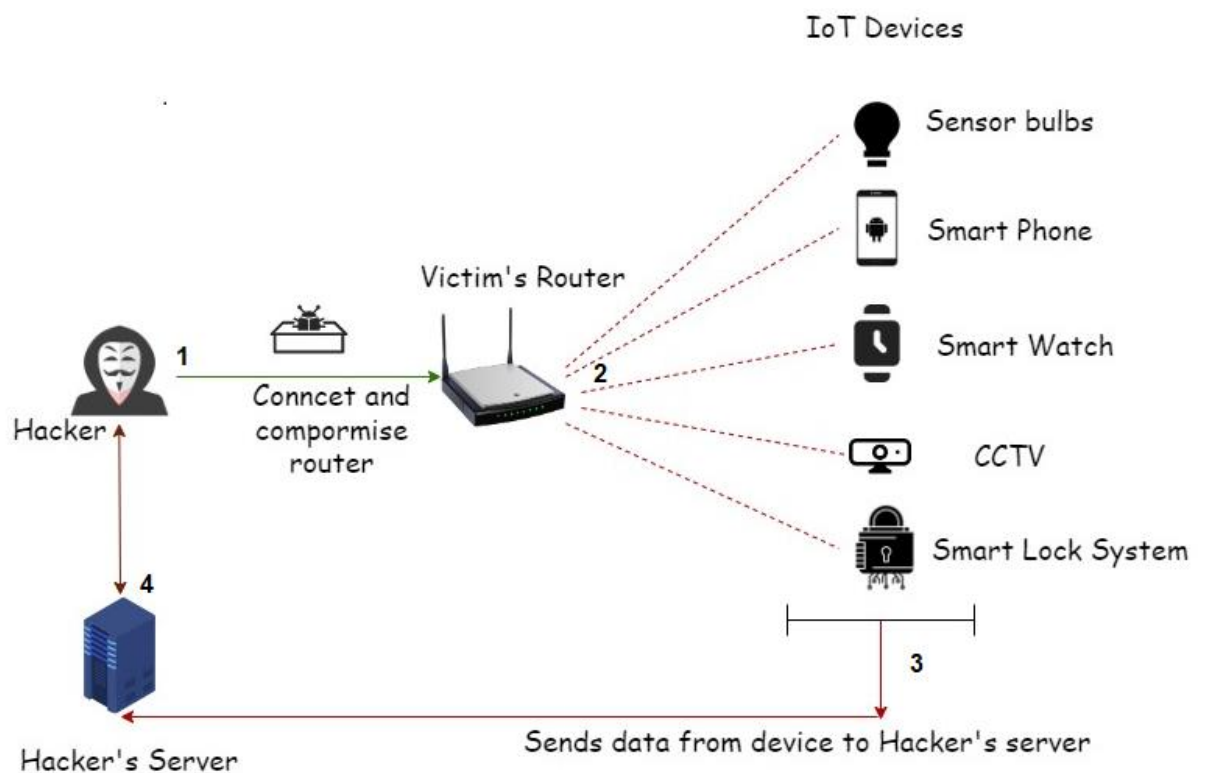 IoT Devices
Sensor bulbs
Smart Phone
Victim's Router
Smart Watch
1
2
Conncet and
compormise
router
Hacker
CCTV
Smart Lock System
4
3
Sends data from device to Hacker's server
Hacker's Server